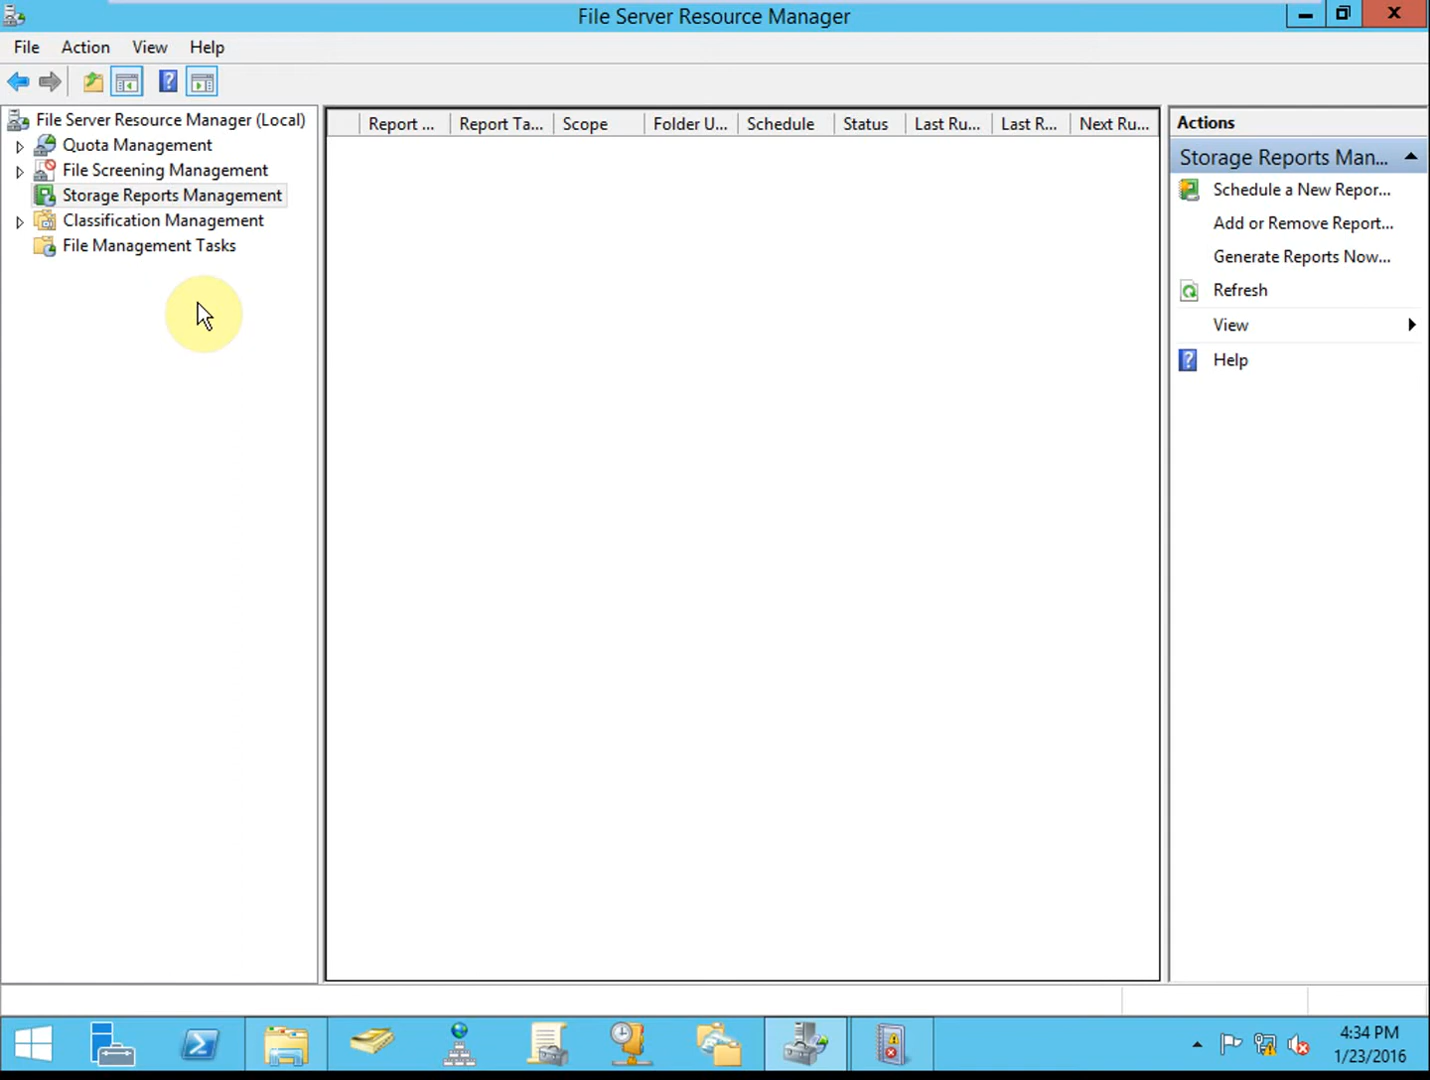 File Server Resource Manager
File Action View Help
File Server Resource Manager (Local)
Quota Management
File Screening Management
Storage Reports Management
Classification Management
File Management Tasks
Report ... Report Ta... Scope Folder U... Schedule Status Last Ru... Last R... Next Ru...
Actions
Storage Reports Man...
Schedule a New Repor...
Add or Remove Report...
Generate Reports Now...
Refresh
View
Help
4:34 PM
1/23/2016